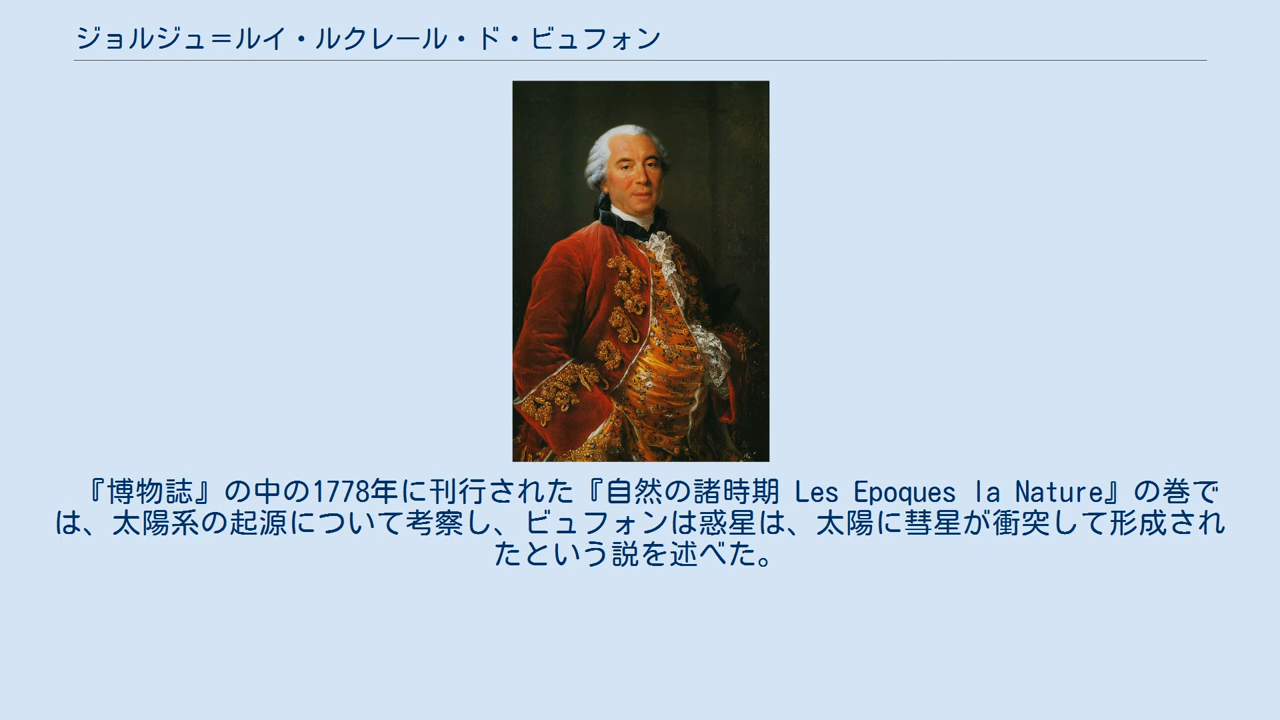 ジョルジュ＝ルイ・ルクレール・ド・ビュフォン
『博物誌』の中の1778年に刊行された『自然の諸時期 Les Epoques la Nature』の巻で
は、太陽系の起源について考察し、ビュフォンは惑星は、太陽に彗星が衝突して形成され
たという説を述べた。